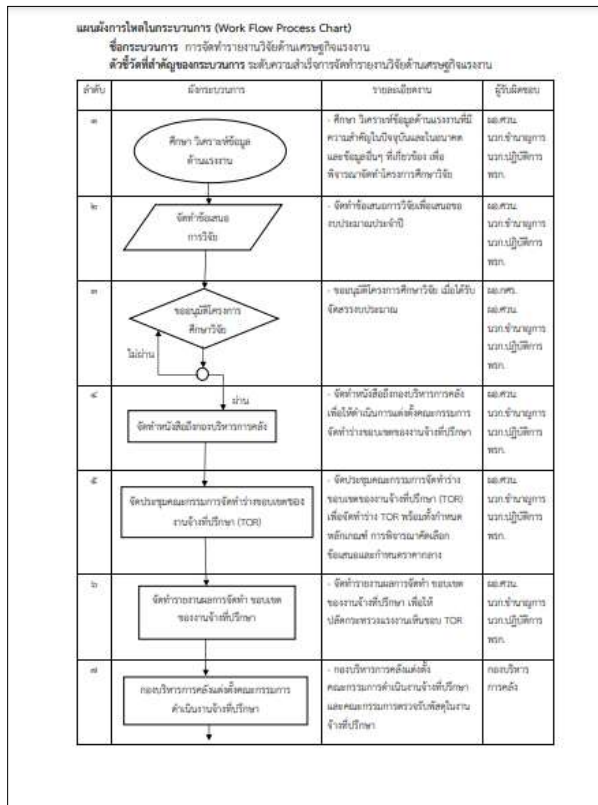 แผนผังการไหลในกระบวนการ (Work Flow Process Chart)
ชื่อกระบวนการ การจัดทำรายงานวิจัยด้านเศรษฐกิจแรงงาน
ตัวชี้วัดที่สำคัญของกระบวนการ ระดับความสำเร็จการจัดทำรายงานวิจัยด้านเศรษฐกิจแรงงาน
ลำดับ ผังกระบวนการ รายละเอียดงาน ผู้รับผิดชอบ
๑
ศึกษา วิเคราะห์ข้อมูล
ด้านแรงงาน
- ศึกษา วิเคราะห์ข้อมูลด้านแรงงานที่มี
ความสำคัญในปัจจุบันและในอนาคต
และข้อมูลอื่นๆ ที่เกี่ยวข้อง เพื่อ
พิจารณาจัดทำโครงการศึกษาวิจัย
ผอ.ศวน.
นวก.ชำนาญการ
นวก.ปฏิบัติการ
พรก.
๒
จัดทำข้อเสนอ
การวิจัย
- จัดทำข้อเสนอการวิจัยเพื่อเสนอขอ
งบประมาณประจำปี
ผอ.ศวน.
นวก.ชำนาญการ
นวก.ปฏิบัติการ
พรก.
๓
ขออนุมัติโครงการ
ศึกษาวิจัย
ไม่ผ่าน
ผ่าน
- ขออนุมัติโครงการศึกษาวิจัย เมื่อได้รับ
จัดสรรงบประมาณ
ผอ.กศร.
ผอ.ศวน.
นวก.ชำนาญการ
นวก.ปฏิบัติการ
พรก.
๔
จัดทำหนังสือถึงกองบริหารการคลัง
- จัดทำหนังสือถึงกองบริหารการคลัง
เพื่อให้ดำเนินการแต่งตั้งคณะกรรมการ
จัดทำร่างขอบเขตของงานจ้างที่ปรึกษา
ผอ.ศวน.
นวก.ชำนาญการ
นวก.ปฏิบัติการ
พรก.
๕
จัดประชุมคณะกรรมการจัดทำร่างขอบเขตของ
งานจ้างที่ปรึกษา (TOR)
- จัดประชุมคณะกรรมการจัดทำร่าง
ขอบเขตของงานจ้างที่ปรึกษา (TOR)
เพื่อจัดทำร่าง TOR พร้อมทั้งกำหนด
หลักเกณฑ์ การพิจารณาคัดเลือก
ข้อเสนอและกำหนดราคากลาง
ผอ.ศวน.
นวก.ชำนาญการ
นวก.ปฏิบัติการ
พรก.
๖
จัดทำรายงานผลการจัดทำ ขอบเขต
ของงานจ้างที่ปรึกษา
- จัดทำรายงานผลการจัดทำ ขอบเขต
ของงานจ้างที่ปรึกษา เพื่อให้
ปลัดกระทรวงแรงงานเห็นชอบ TOR
ผอ.ศวน.
นวก.ชำนาญการ
นวก.ปฏิบัติการ
พรก.
๗
กองบริหารการคลังแต่งตั้งคณะกรรมการ
ดำเนินงานจ้างที่ปรึกษา
- กองบริหารการคลังแต่งตั้ง
คณะกรรมการดำเนินงานจ้างที่ปรึกษา
และคณะกรรมการตรวจรับพัสดุในงาน
จ้างที่ปรึกษา
กองบริหาร
การคลัง